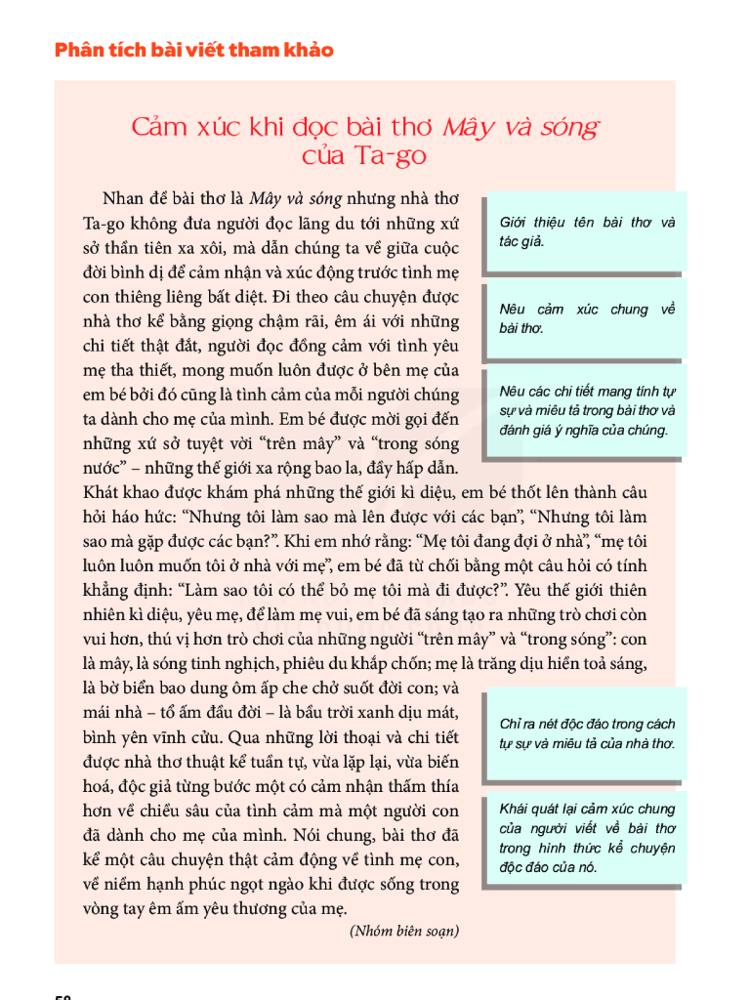 Phân tích bài viết tham khảo
Cảm xúc khi đọc bài thơ Mây và sóng
của Ta-go
Nhan đề bài thơ là Mây và sóng nhưng nhà thơ
Ta-go không đưa người đọc lãng du tới những xứ
sở thần tiên xa xôi, mà dẫn chúng ta về giữa cuộc
đời bình dị để cảm nhận và xúc động trước tình mẹ
con thiêng liêng bất diệt. Đi theo câu chuyện được
nhà thơ kể bằng giọng chậm rãi, êm ái với những
chi tiết thật đắt, người đọc đồng cảm với tình yêu
mẹ tha thiết, mong muốn luôn được ở bên mẹ của
em bé bởi đó cũng là tình cảm của mỗi người chúng
ta dành cho mẹ của mình. Em bé được mời gọi đến
những xứ sở tuyệt vời “trên mây” và “trong sóng
nước” – những thế giới xa rộng bao la, đầy hấp dẫn.
Khát khao được khám phá những thế giới kì diệu, em bé thốt lên thành câu
hỏi háo hức: “Nhưng tôi làm sao mà lên được với các bạn”, “Nhưng tôi làm
sao mà gặp được các bạn?”. Khi em nhớ rằng: “Mẹ tôi đang đợi ở nhà”, “mẹ tôi
luôn luôn muốn tôi ở nhà với mẹ”, em bé đã từ chối bằng một câu hỏi có tính
khẳng định: “Làm sao tôi có thể bỏ mẹ tôi mà đi được?”. Yêu thế giới thiên
nhiên kì diệu, yêu mẹ, để làm mẹ vui, em bé đã sáng tạo ra những trò chơi còn
vui hơn, thú vị hơn trò chơi của những người “trên mây” và “trong sóng”: con
là mây, là sóng tinh nghịch, phiêu du khắp chốn; mẹ là trăng dịu hiền toả sáng,
là bờ biển bao dung ôm ấp che chở suốt đời con; và
mái nhà – tổ ấm đầu đời – là bầu trời xanh dịu mát,
bình yên vĩnh cửu. Qua những lời thoại và chi tiết
được nhà thơ thuật kể tuần tự, vừa lặp lại, vừa biến
hoá, độc giả từng bước một có cảm nhận thấm thía
hơn về chiều sâu của tình cảm mà một người con
đã dành cho mẹ của mình. Nói chung, bài thơ đã
kể một câu chuyện thật cảm động về tình mẹ con,
về niềm hạnh phúc ngọt ngào khi được sống trong
vòng tay êm ấm yêu thương của mẹ.
(Nhóm biên soạn)
Giới thiệu tên bài thơ và
tác giả.
Nêu cảm xúc chung về
bài thơ.
Nêu các chi tiết mang tính tự
sự và miêu tả trong bài thơ và
đánh giá ý nghĩa của chúng.
Chỉ ra nét độc đáo trong cách
tự sự và miêu tả của nhà thơ.
Khái quát lại cảm xúc chung
của người viết về bài thơ
trong hình thức kể chuyện
độc đáo của nó.